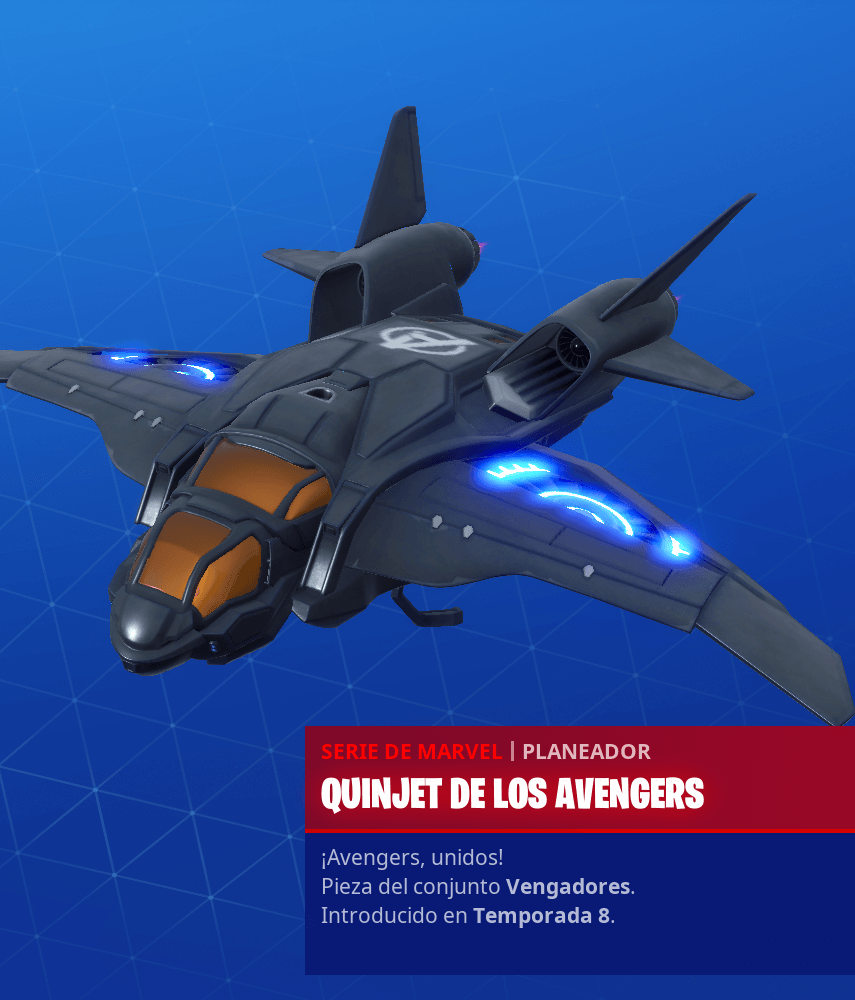 SERIE DE MARVEL | PLANEADOR
QUINJET DE LOS AVENGERS
¡Avengers, unidos!
Pieza del conjunto Vengadores.
Introducido en Temporada 8.